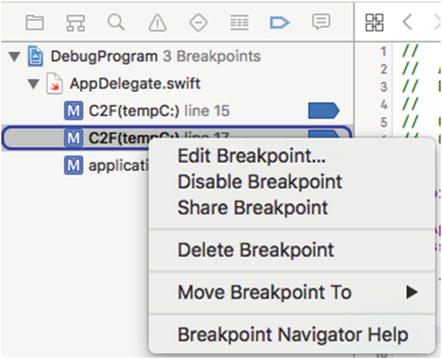 DebugProgram 3 Breakpoints
AppDelegate.swift
M C2F(tempC:) line 15
M C2F(tempC:) line 17
M applicati
Edit Breakpoint...
Disable Breakpoint
Share Breakpoint
Delete Breakpoint
Move Breakpoint To
Breakpoint Navigator Help
1 //
2 //
3 //
4 //
5 //